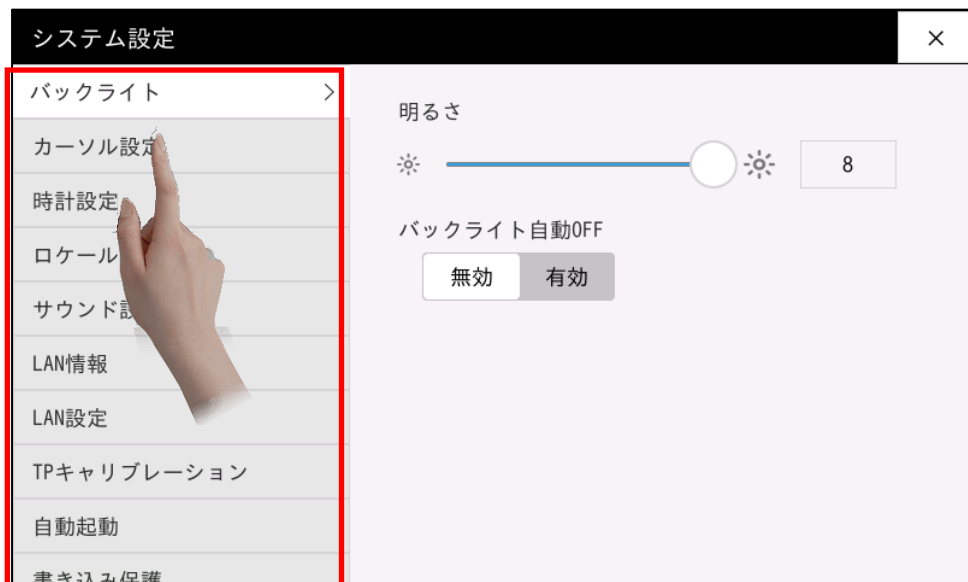 システム設定
×
バックライト
カーソル設定
時計設定
ロケール
サウンド設
LAN情報
LAN設定
TPキャリブレーション
自動起動
書き込み保護
明るさ
8
バックライト自動OFF
無効 有効